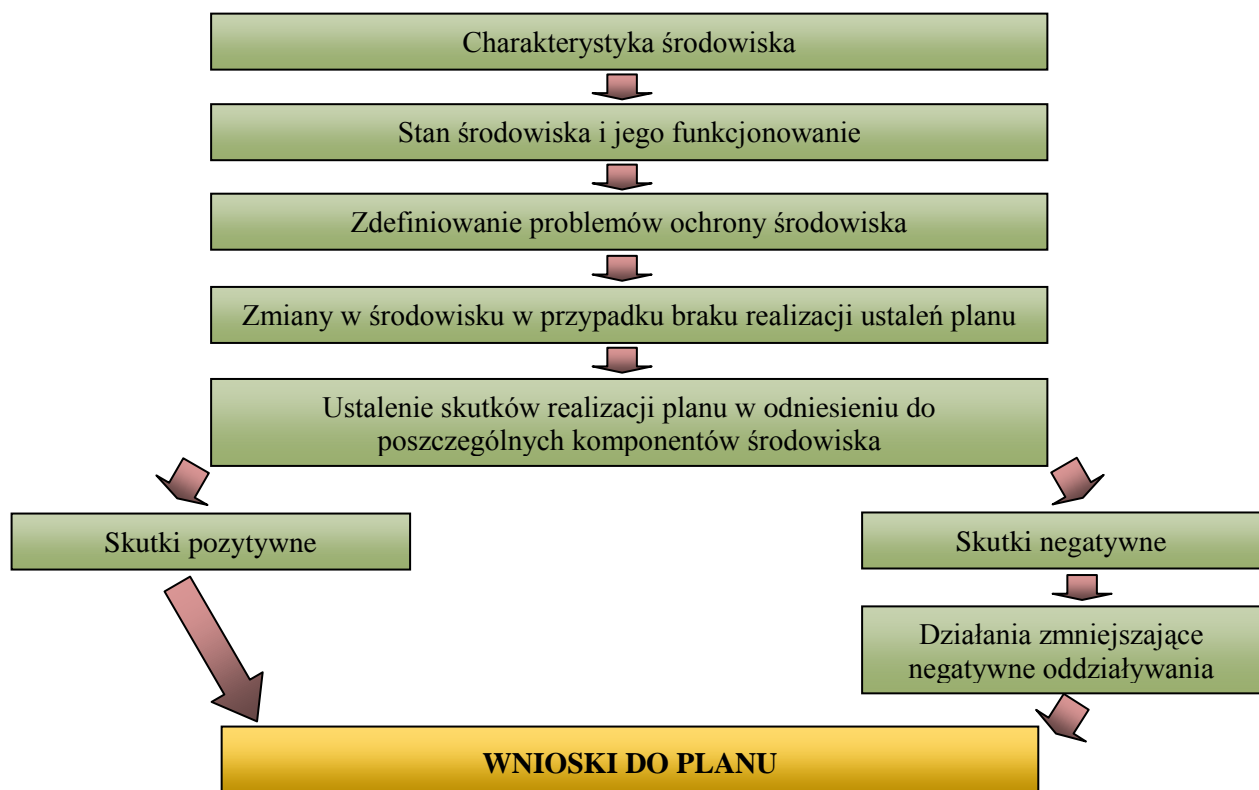 Charakterystyka środowiska
Stan środowiska i jego funkcjonowanie
Zdefiniowanie problemów ochrony środowiska
Zmiany w środowisku w przypadku braku realizacji ustaleń planu
Ustalenie skutków realizacji planu w odniesieniu do
poszczególnych komponentów środowiska
Skutki pozytywne
Skutki negatywne
Działania zmniejszające
negatywne oddziaływania
WNIOSKI DO PLANU